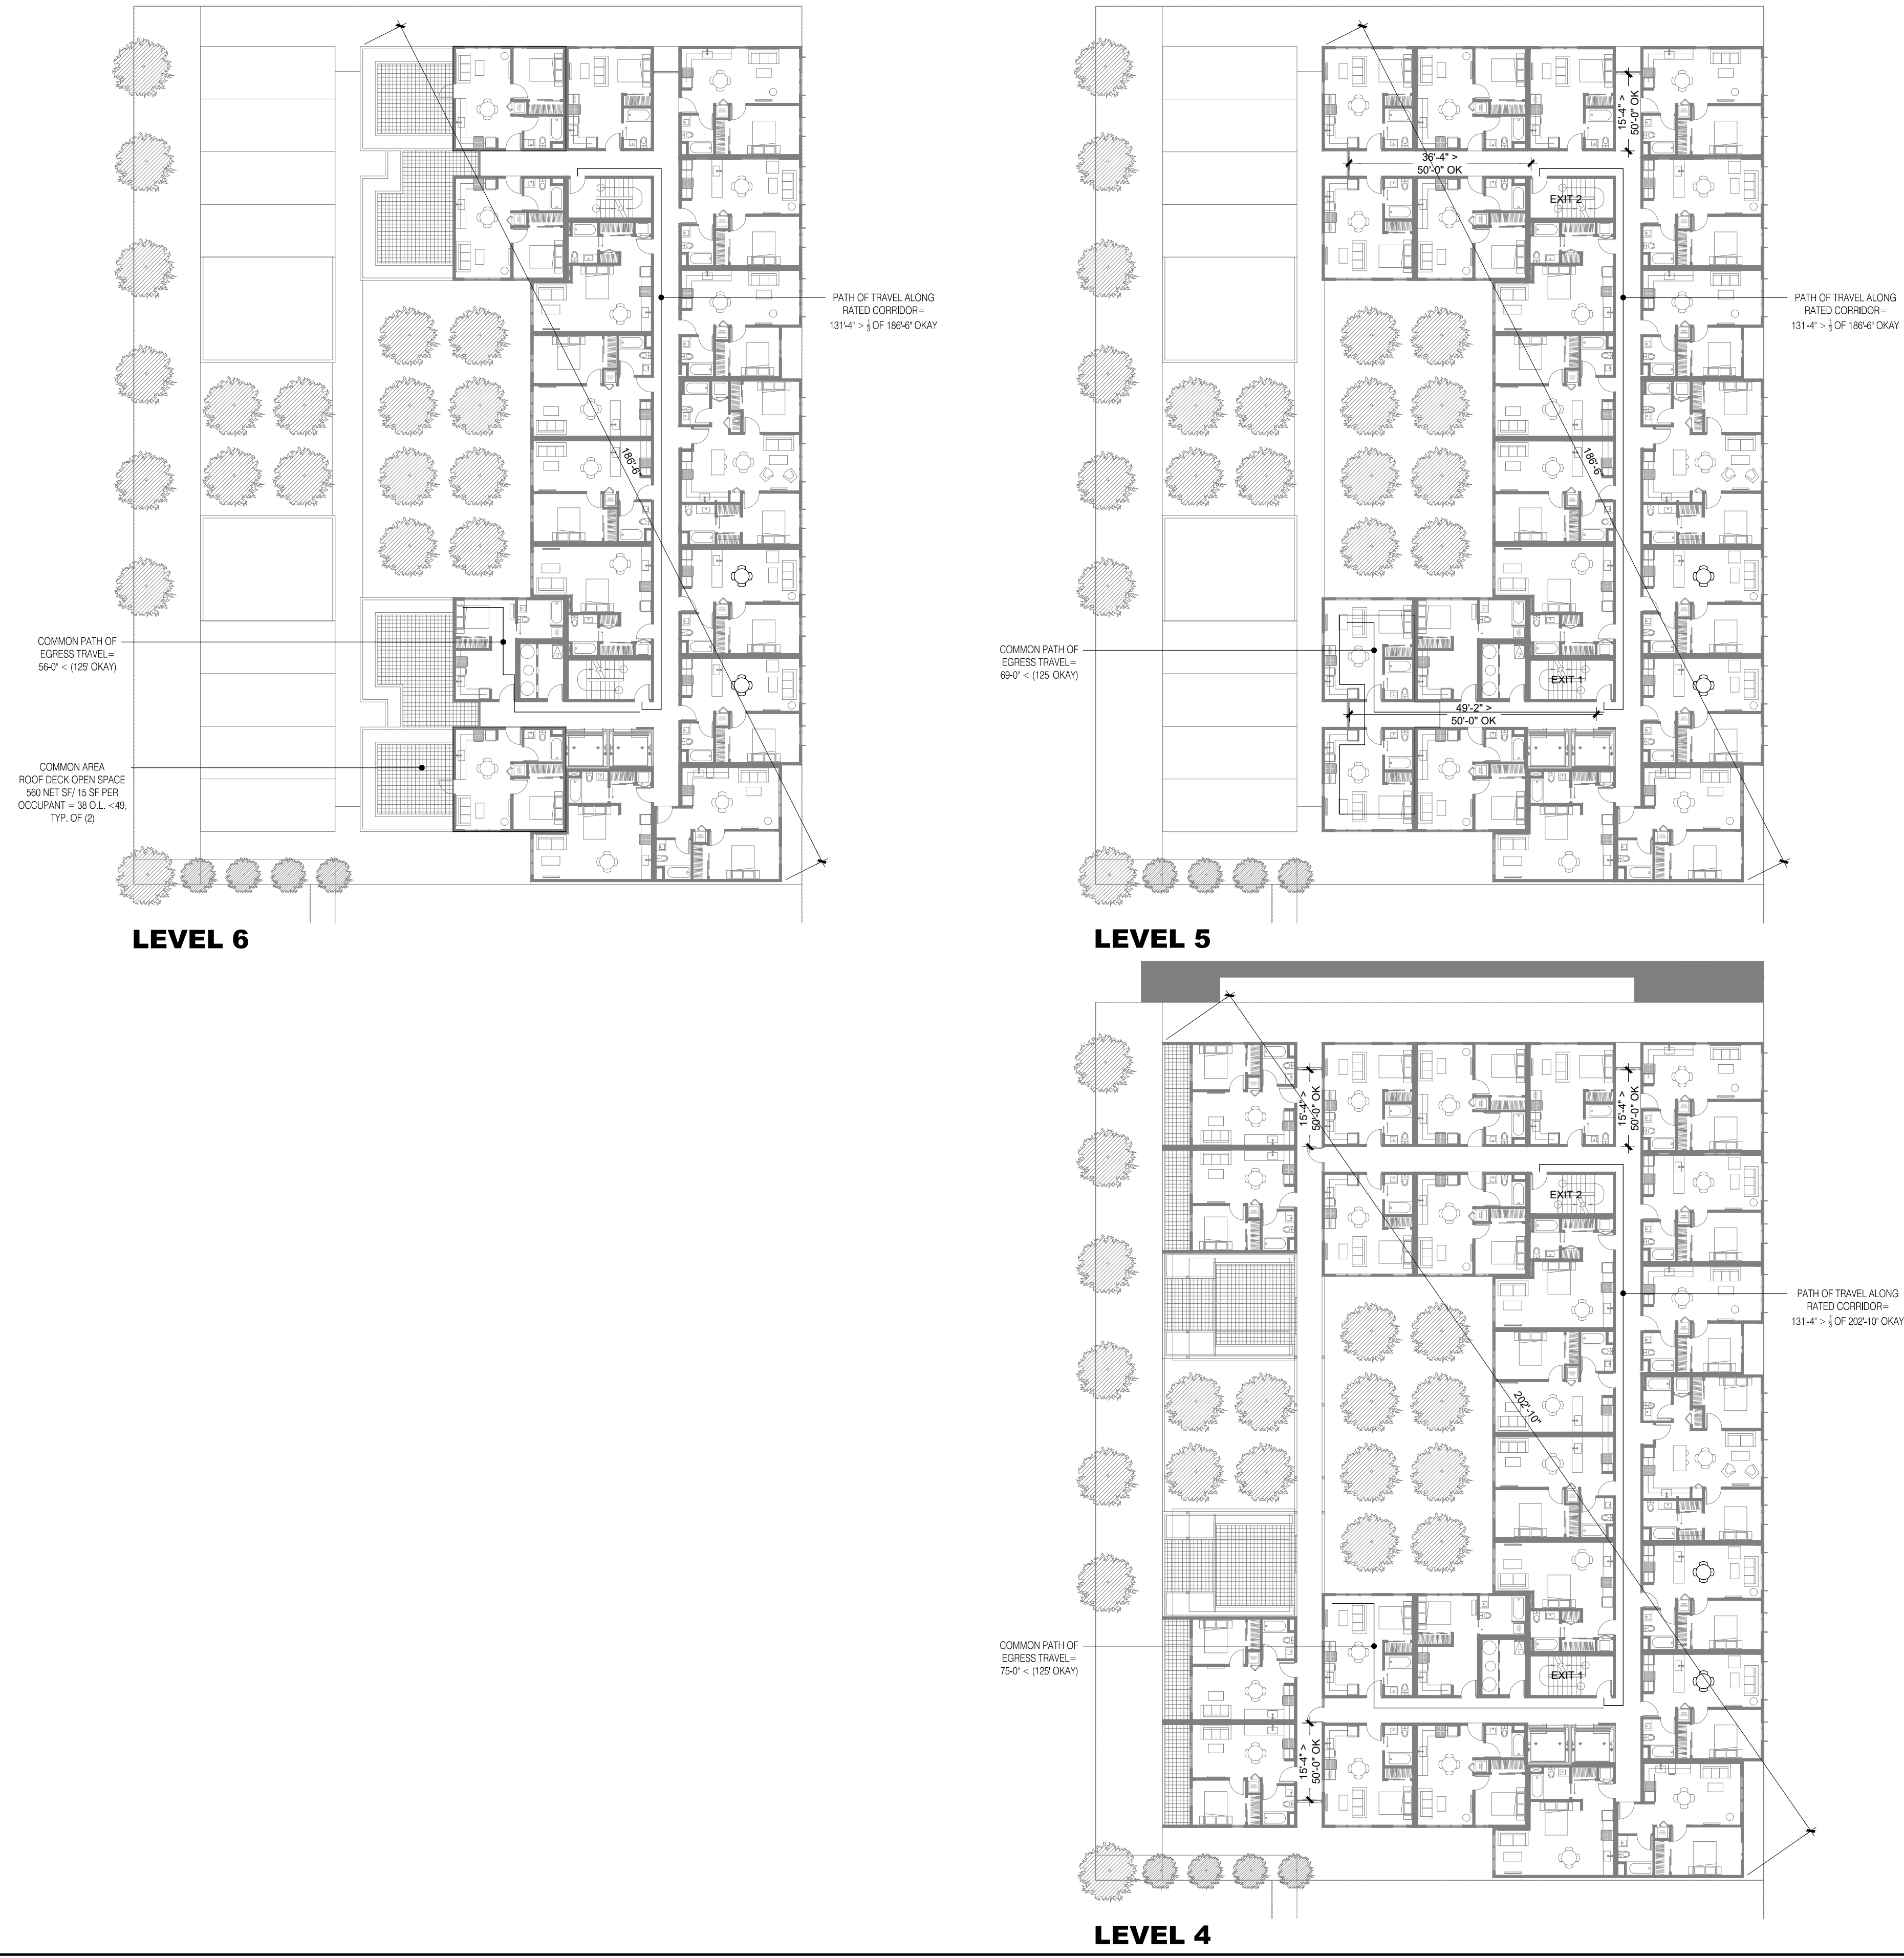 186'-6"
PATH OF TRAVEL ALONG
RATED CORRIDOR=
131'-4" > 1/3 OF 186'-6" OKAY
COMMON PATH OF
EGRESS TRAVEL=
56-0" < (125' OKAY)
COMMON AREA
ROOF DECK OPEN SPACE
560 NET SF/ 15 SF PER
OCCUPANT = 38 O.L. <49,
TYP. OF (2)
LEVEL 6
15'-4" >
50'-0" OK
36'-4" >
50'-0" OK
EXIT 2
PATH OF TRAVEL ALONG
RATED CORRIDOR=
131'-4" > 1/3 OF 186'-6" OKAY
186'-6"
COMMON PATH OF
EGRESS TRAVEL=
69-0" < (125' OKAY)
EXIT 1
49'-2" >
50'-0" OK
LEVEL 5
15'-4" >
50'-0" OK
15'-4" >
50'-0" OK
EXIT 2
PATH OF TRAVEL ALONG
RATED CORRIDOR=
131'-4" > 1/3 OF 202'-10" OKAY
202'-10"
COMMON PATH OF
EGRESS TRAVEL=
75-0" < (125' OKAY)
EXIT 1
15'-4" >
50'-0" OK
LEVEL 4